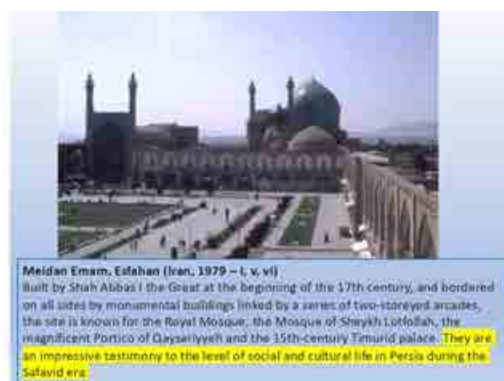 Meidan Emam, Esfahan (Iran, 1979 – i, v, vi)
Built by Shah Abbas I the Great at the beginning of the 17th century, and bordered
on all sides by monumental buildings linked by a series of two-storeyed arcades,
the site is known for the Royal Mosque, the Mosque of Sheykh Lotfollah, the
magnificent Portico of Qaysariyyeh and the 15th-century Timurid palace. They are
an impressive testimony to the level of social and cultural life in Persia during the
Safavid era.